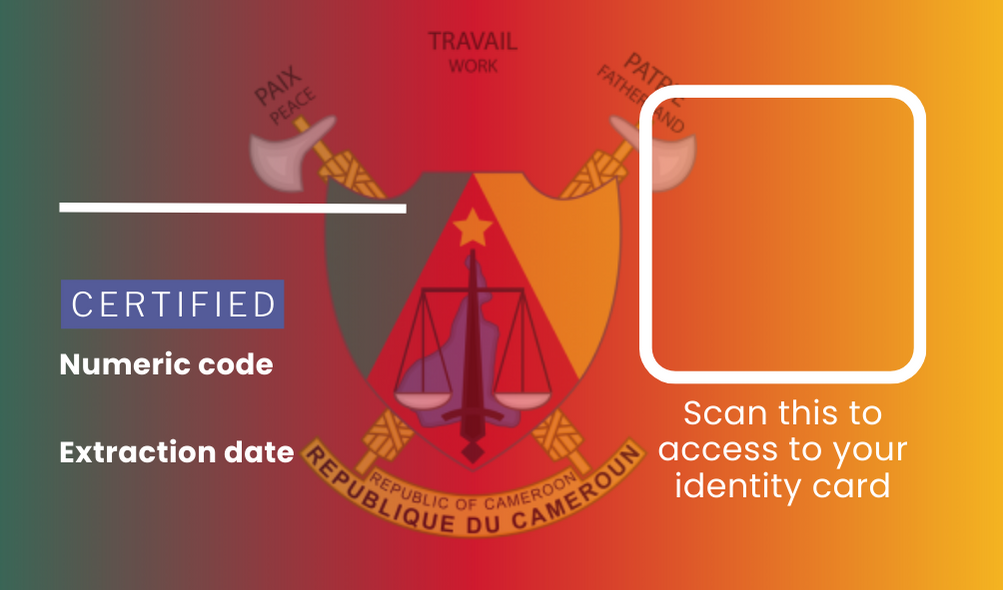 TRAVAIL
WORK
PAIX
PEACE
PATRIE
FATHERLAND
CERTIFIED
Numeric code
Extraction date
REPUBLIC OF CAMEROON
REPUBLIQUE DU CAMEROUN
Scan this to
access to your
identity card